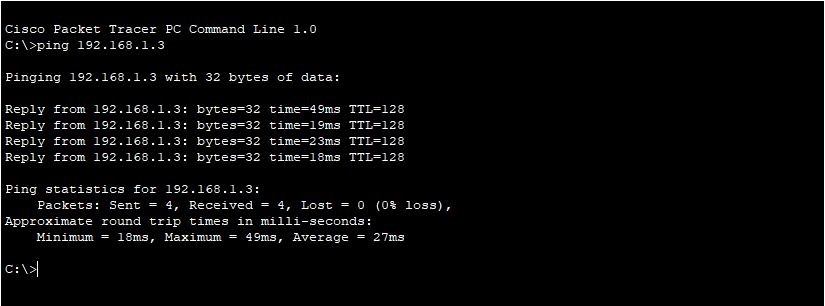 Cisco Packet Tracer PC Command Line 1.0
C:\>ping 192.168.1.3
Pinging 192.168.1.3 with 32 bytes of data:
Reply from 192.168.1.3: bytes=32 time=49ms TTL=128
Reply from 192.168.1.3: bytes=32 time=19ms TTL=128
Reply from 192.168.1.3: bytes=32 time=23ms TTL=128
Reply from 192.168.1.3: bytes=32 time=18ms TTL=128
Ping statistics for 192.168.1.3:
    Packets: Sent = 4, Received = 4, Lost = 0 (0% loss),
Approximate round trip times in milli-seconds:
    Minimum = 18ms, Maximum = 49ms, Average = 27ms
C:\>